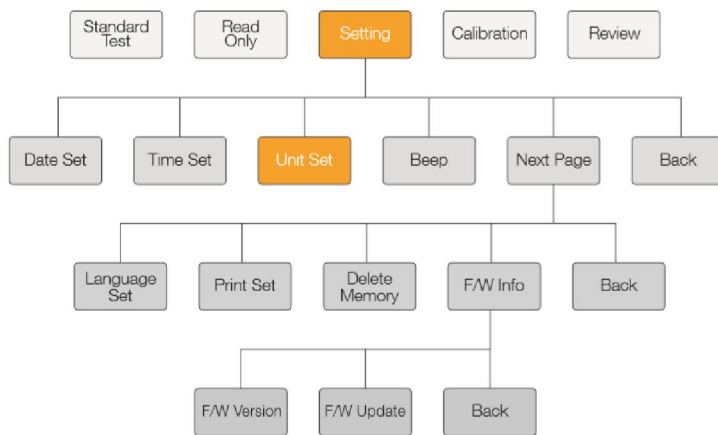 Standard
Test
Read
Only
Setting
Calibration
Review
Date Set
Time Set
Unit Set
Beep
Next Page
Back
Language
Set
Print Set
Delete
Memory
F/W Info
Back
F/W Version
F/W Update
Back